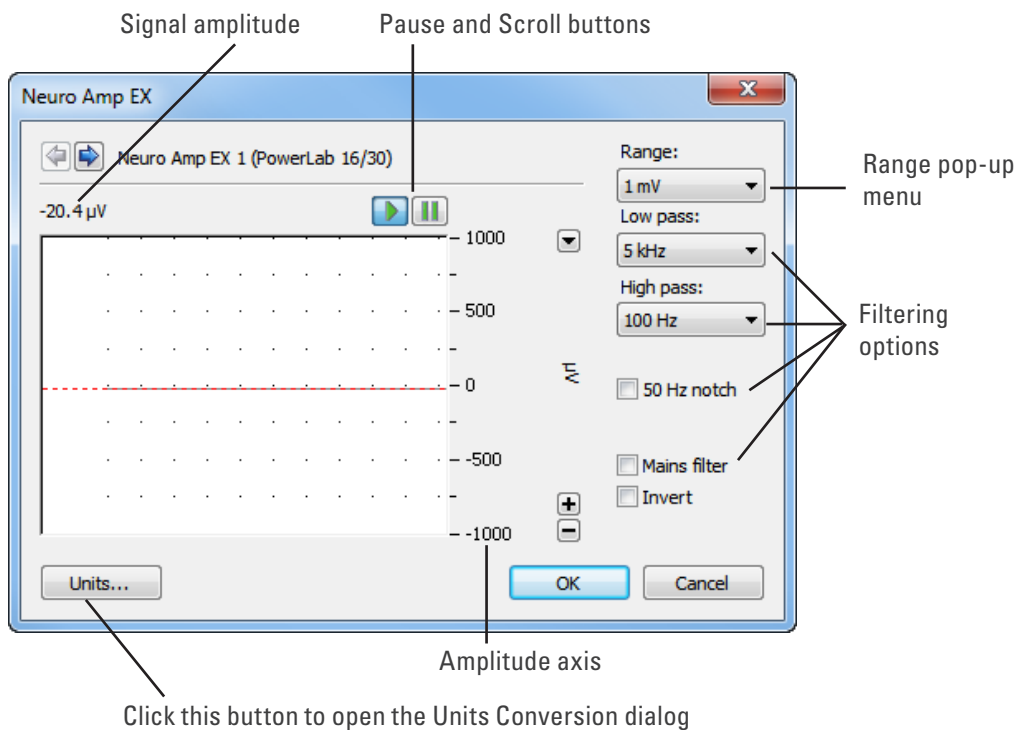 Signal amplitude
Pause and Scroll buttons
Neuro Amp EX
Neuro Amp EX 1 (PowerLab 16/30)
Range:
1 mV
Range pop-up
menu
-20.4 µV
Low pass:
5 kHz
High pass:
100 Hz
Filtering
options
1000
500
0
-500
-1000
µV
50 Hz notch
Mains filter
Invert
Units...
OK
Cancel
Amplitude axis
Click this button to open the Units Conversion dialog